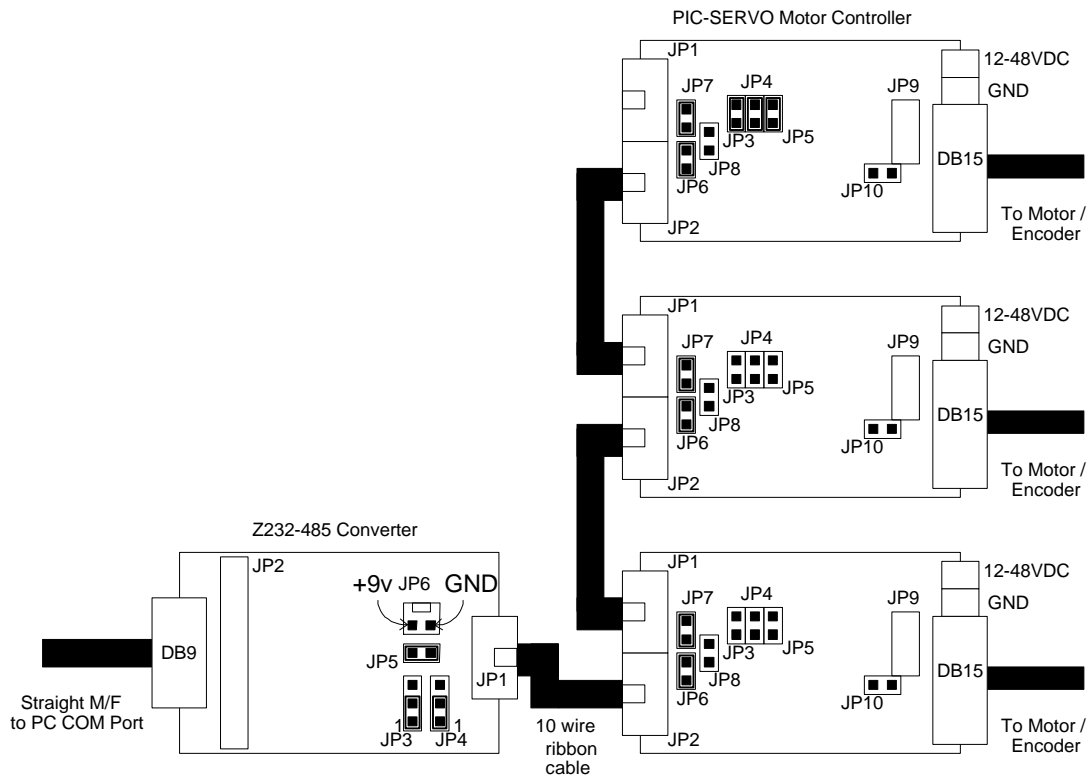 PIC-SERVO Motor Controller
JP1
12-48VDC
JP7
JP4
JP9
GND
JP3
JP5
JP8
DB15
JP6
JP10
JP2
To Motor /
Encoder
JP1
12-48VDC
JP7
JP4
JP9
GND
JP3
JP5
JP8
DB15
JP6
JP10
JP2
To Motor /
Encoder
Z232-485 Converter
JP2
+9v
JP6
GND
DB9
JP5
JP1
1
1
JP3
JP4
Straight M/F
to PC COM Port
10 wire
ribbon
cable
JP1
12-48VDC
JP7
JP4
JP9
GND
JP3
JP5
JP8
DB15
JP6
JP10
JP2
To Motor /
Encoder